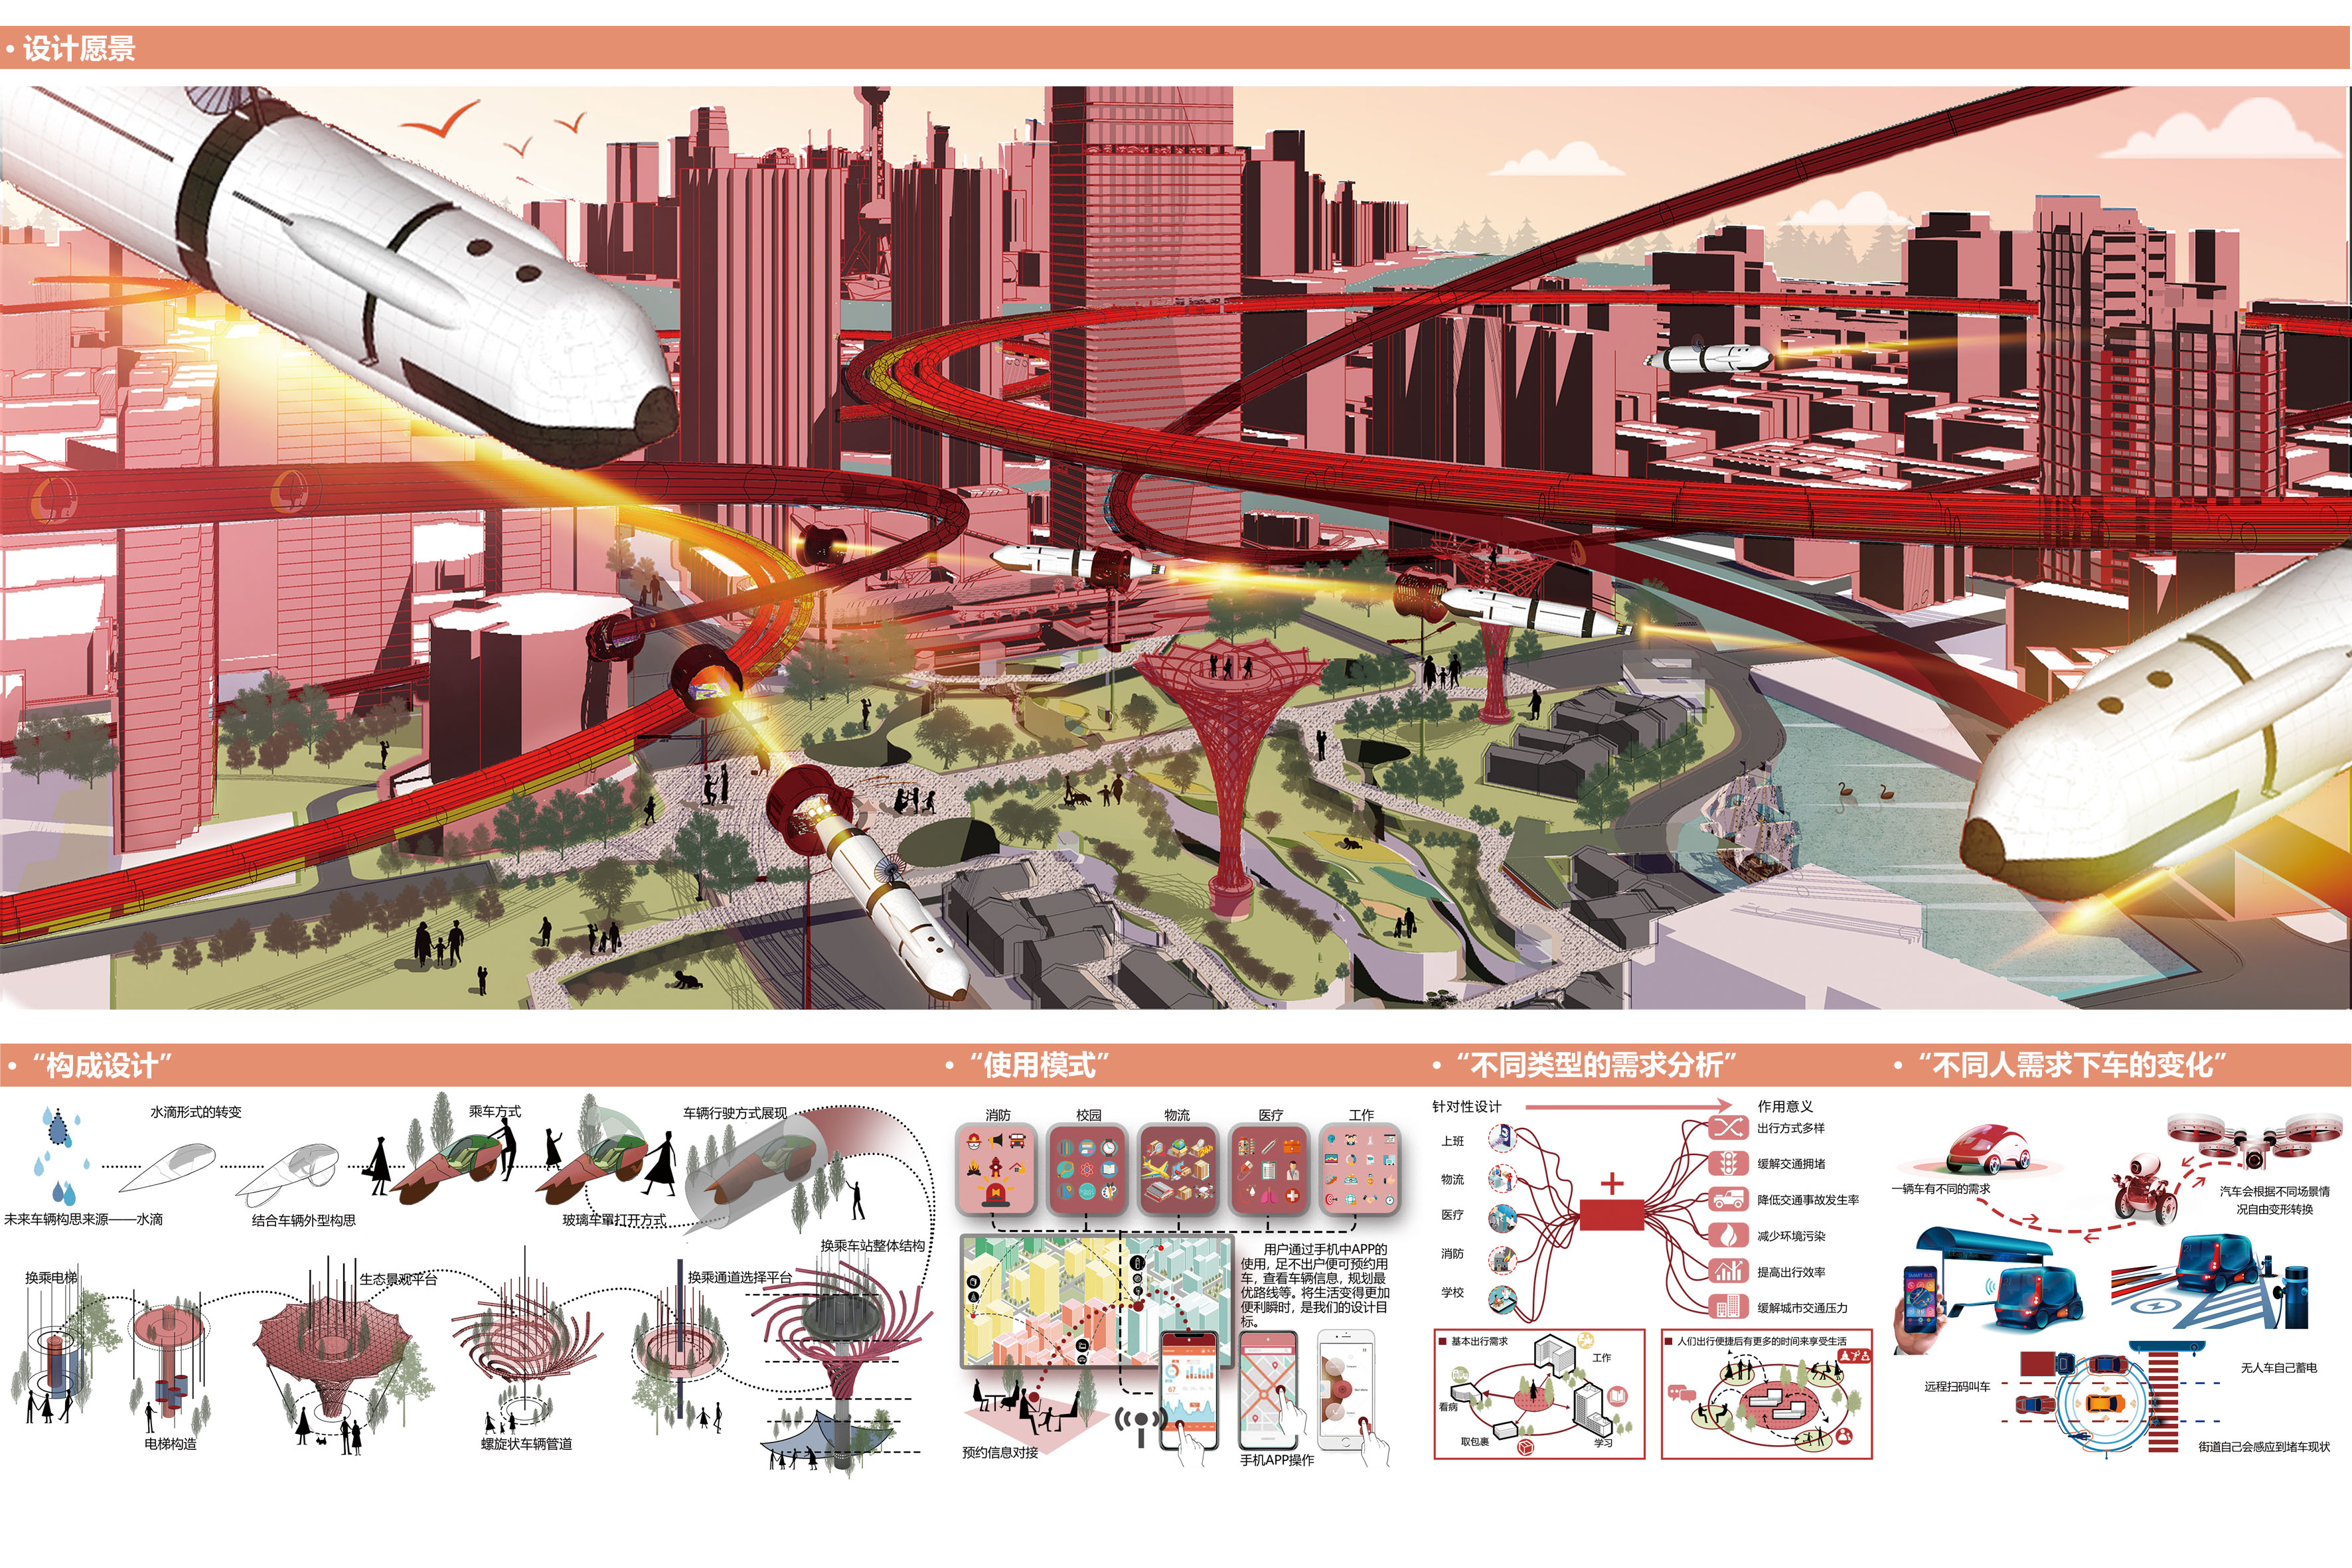 • 设计愿景
• “构成设计”
水滴形式的转变
乘车方式
车辆行驶方式展现
未来车辆构思来源——水滴
结合车辆外型构思
玻璃车罩打开方式
换乘车站整体结构
换乘电梯
生态景观平台
换乘通道选择平台
电梯构造
螺旋状车辆管道
• “使用模式”
消防
校园
物流
医疗
工作
用户通过手机中APP的
使用，足不出户便可预约用
车，查看车辆信息，规划最
优路线等。将生活变得更加
便利瞬时，是我们的设计目
标。
预约信息对接
手机APP操作
• “不同类型的需求分析”
针对性设计
作用意义
上班
物流
医疗
消防
学校
出行方式多样
缓解交通拥堵
降低交通事故发生率
减少环境污染
提高出行效率
缓解城市交通压力
基本出行需求
工作
看病
取包裹
学习
人们出行便捷后有更多的时间来享受生活
• “不同人需求下车的变化”
一辆车有不同的需求
汽车会根据不同场景情
况自由变形转换
SMART BUS
远程扫码叫车
无人车自己蓄电
街道自己会感应到堵车现状